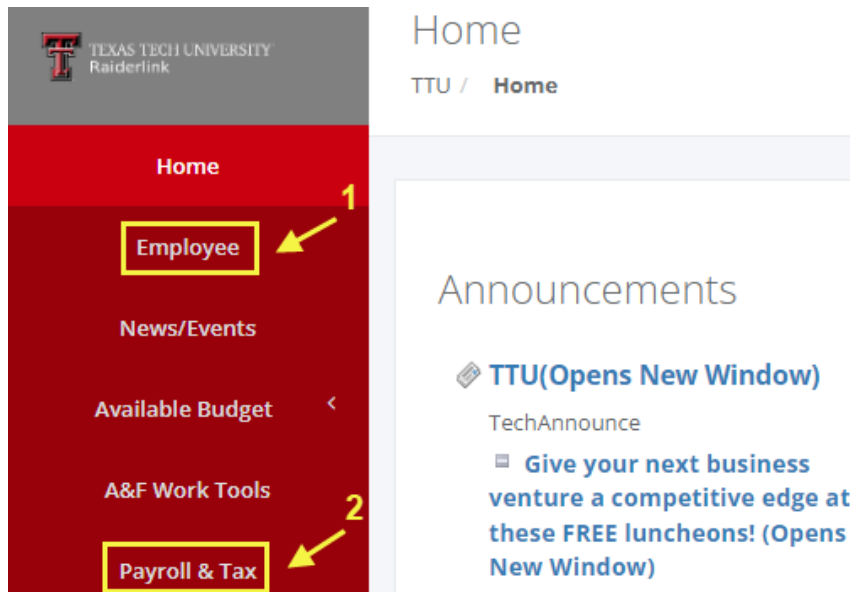 TEXAS TECH UNIVERSITY
Raiderlink
Home
1
Employee
News/Events
Available Budget <
A&F Work Tools
2
Payroll & Tax
Home
TTU / Home
Announcements
TTU(Opens New Window)
TechAnnounce
Give your next business
venture a competitive edge at
these FREE luncheons! (Opens
New Window)